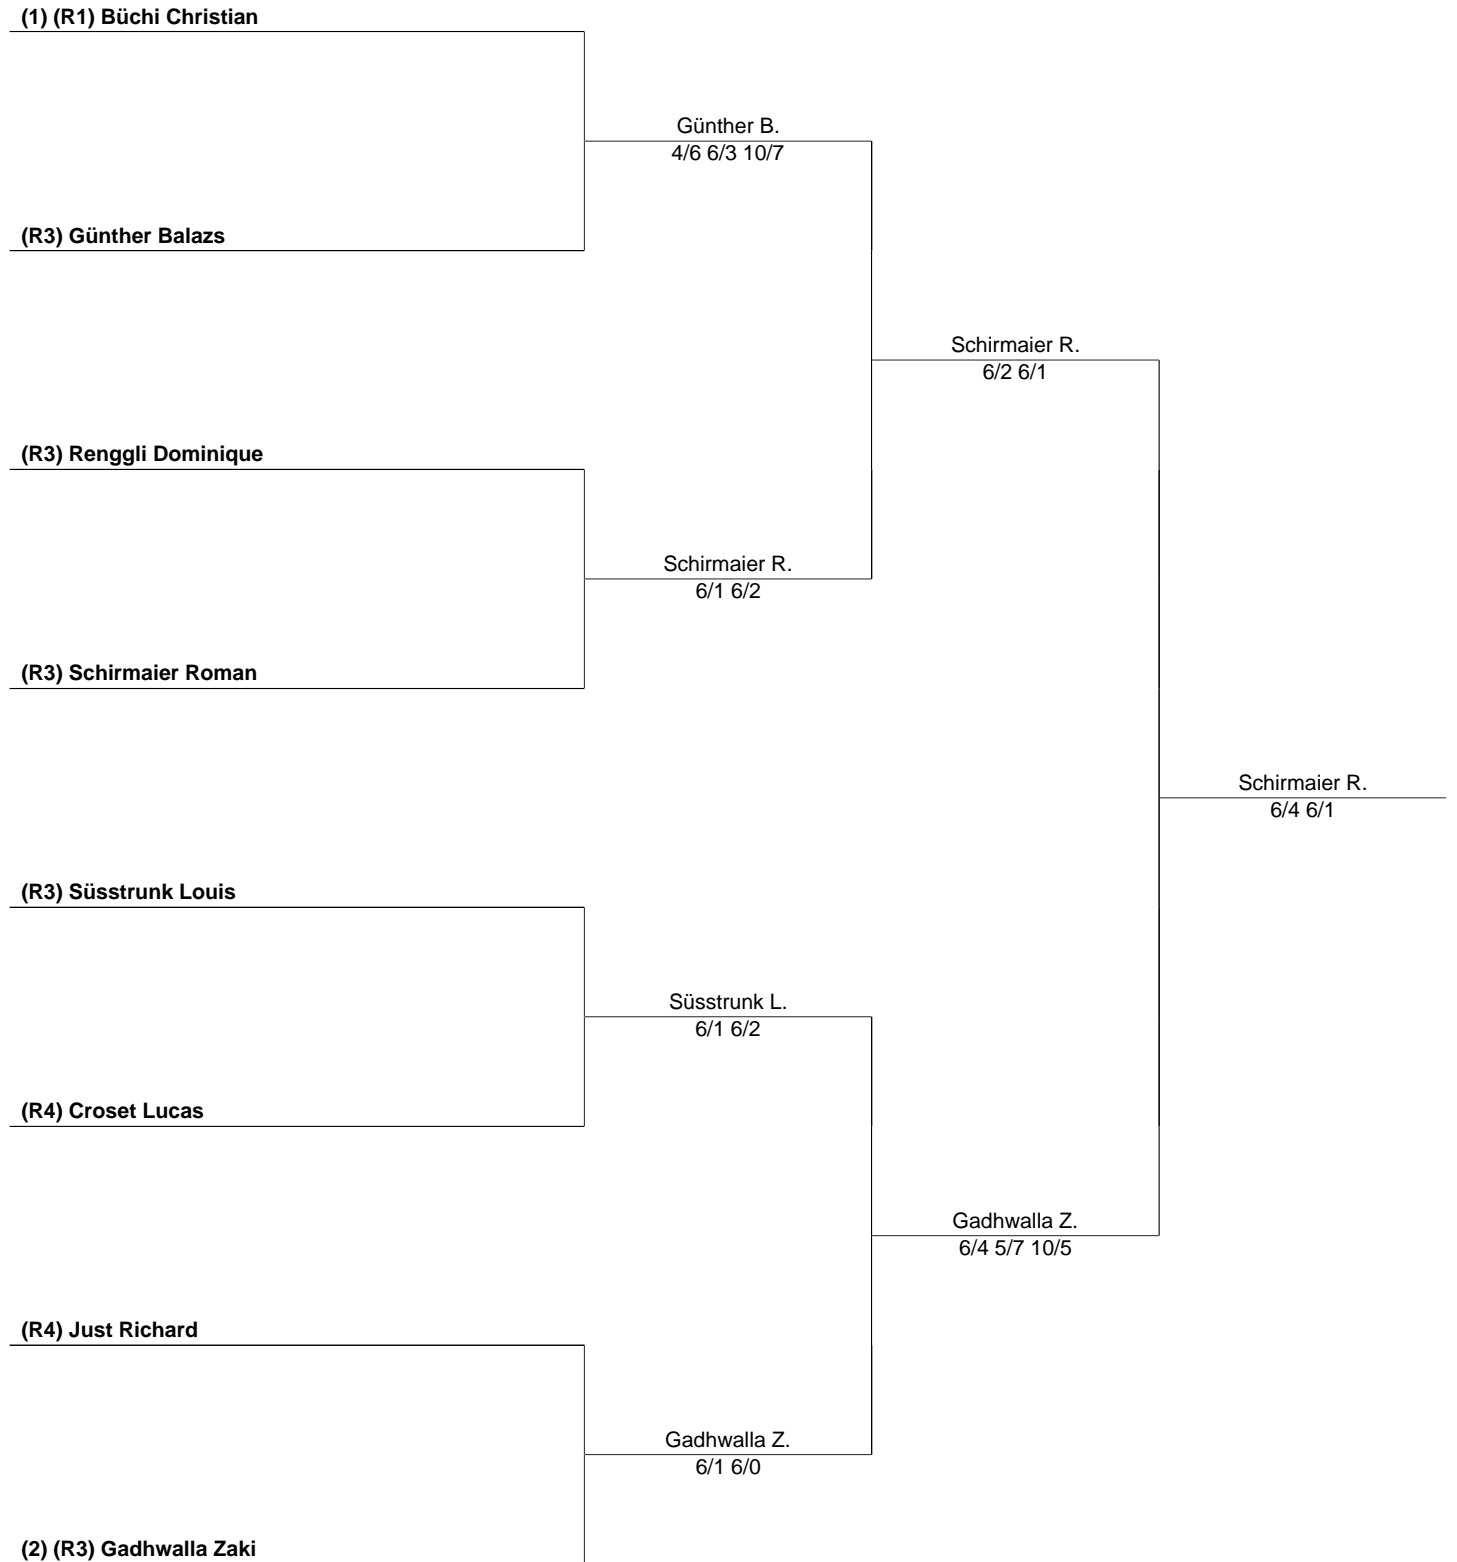 (1) (R1) Büchi Christian
Günther B.
4/6 6/3 10/7
(R3) Günther Balazs
Schirmaier R.
6/2 6/1
(R3) Renggli Dominique
Schirmaier R.
6/1 6/2
(R3) Schirmaier Roman
Schirmaier R.
6/4 6/1
(R3) Süsstrunk Louis
Süsstrunk L.
6/1 6/2
(R4) Croset Lucas
Gadhwalla Z.
6/4 5/7 10/5
(R4) Just Richard
Gadhwalla Z.
6/1 6/0
(2) (R3) Gadhwalla Zaki